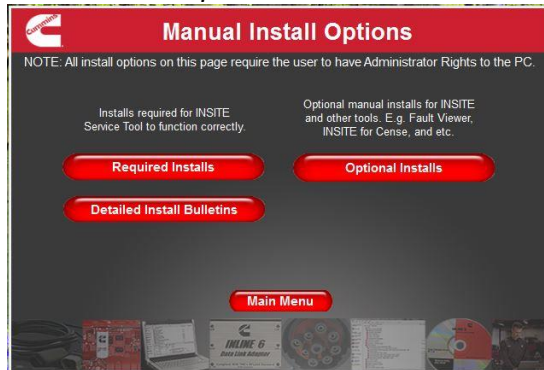 Cummins
Manual Install Options
NOTE: All install options on this page require the user to have Administrator Rights to the PC.
Installs required for INSITE
Service Tool to function correctly.
Required Installs
Detailed Install Bulletins
Optional manual installs for INSITE
and other tools. E.g. Fault Viewer,
INSITE for Cense, and etc.
Optional Installs
Main Menu
INLINE 6
Data Link Adapter